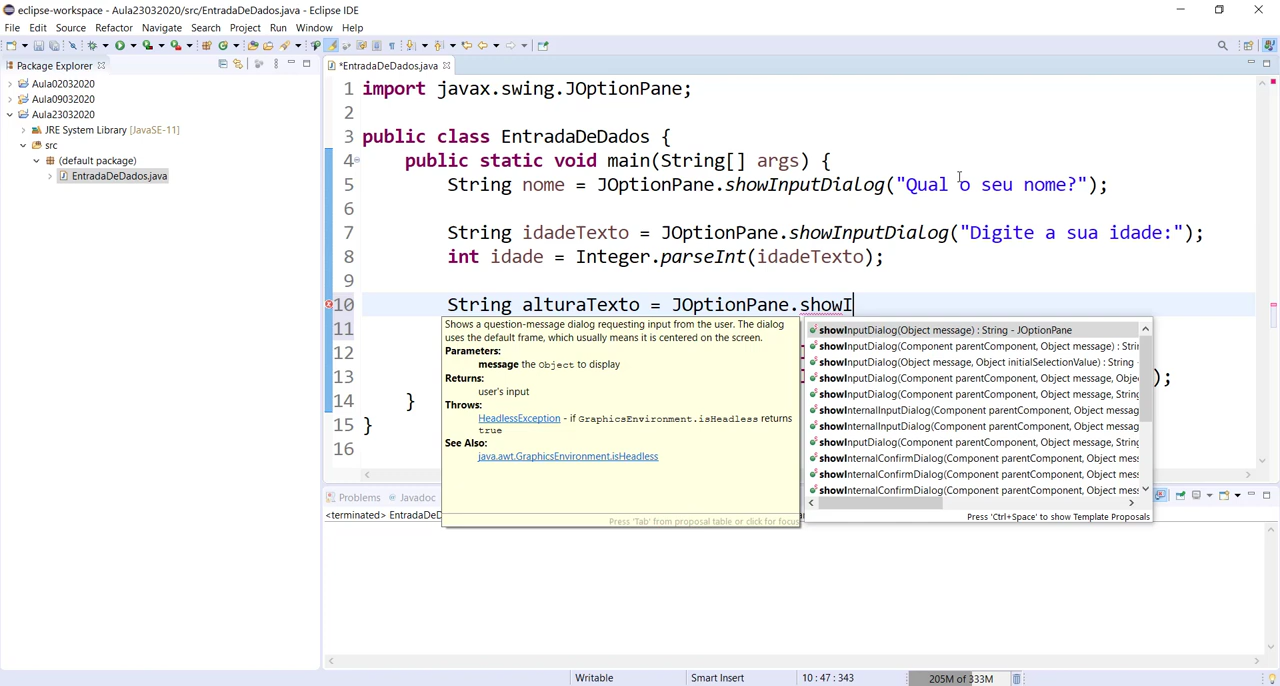 eclipse-workspace - Aula23032020/src/EntradaDeDados.java - Eclipse IDE
File Edit Source Refactor Navigate Search Project Run Window Help
Package Explorer
*EntradaDeDados.java
Aula02032020
Aula09032020
Aula23032020
JRE System Library [JavaSE-11]
src
(default package)
EntradaDeDados.java
1 import javax.swing.JOptionPane;
2
3 public class EntradaDeDados {
4 public static void main(String[] args) {
5 String nome = JOptionPane.showInputDialog("Qual o seu nome?");
6
7 String idadeTexto = JOptionPane.showInputDialog("Digite a sua idade:");
8 int idade = Integer.parseInt(idadeTexto);
9
10 String alturaTexto = JOptionPane.showI
11
12
13 );
14 }
15 }
16
Shows a question-message dialog requesting input from the user. The dialog
uses the default frame, which usually means it is centered on the screen.
Parameters:
message the Object to display
Returns:
user's input
Throws:
HeadlessException - if GraphicsEnvironment.isHeadless returns
true
See Also:
java.awt.GraphicsEnvironment.isHeadless
Press 'Tab' from proposal table or click for focus
showInputDialog(Object message) : String - JOptionPane
showInputDialog(Component parentComponent, Object message) : Stri
showInputDialog(Object message, Object initialSelectionValue) : String -
showInputDialog(Component parentComponent, Object message, Obje
showInputDialog(Component parentComponent, Object message, String
showInternalInputDialog(Component parentComponent, Object messag
showInternalInputDialog(Component parentComponent, Object messag
showInputDialog(Component parentComponent, Object message, String
showInternalConfirmDialog(Component parentComponent, Object mess
showInternalConfirmDialog(Component parentComponent, Object mess
showInternalConfirmDialog(Component parentComponent, Object mess
Press 'Ctrl+Space' to show Template Proposals
Problems Javadoc
<terminated> EntradaDeD
Writable Smart Insert 10 : 47 : 343 205M of 333M